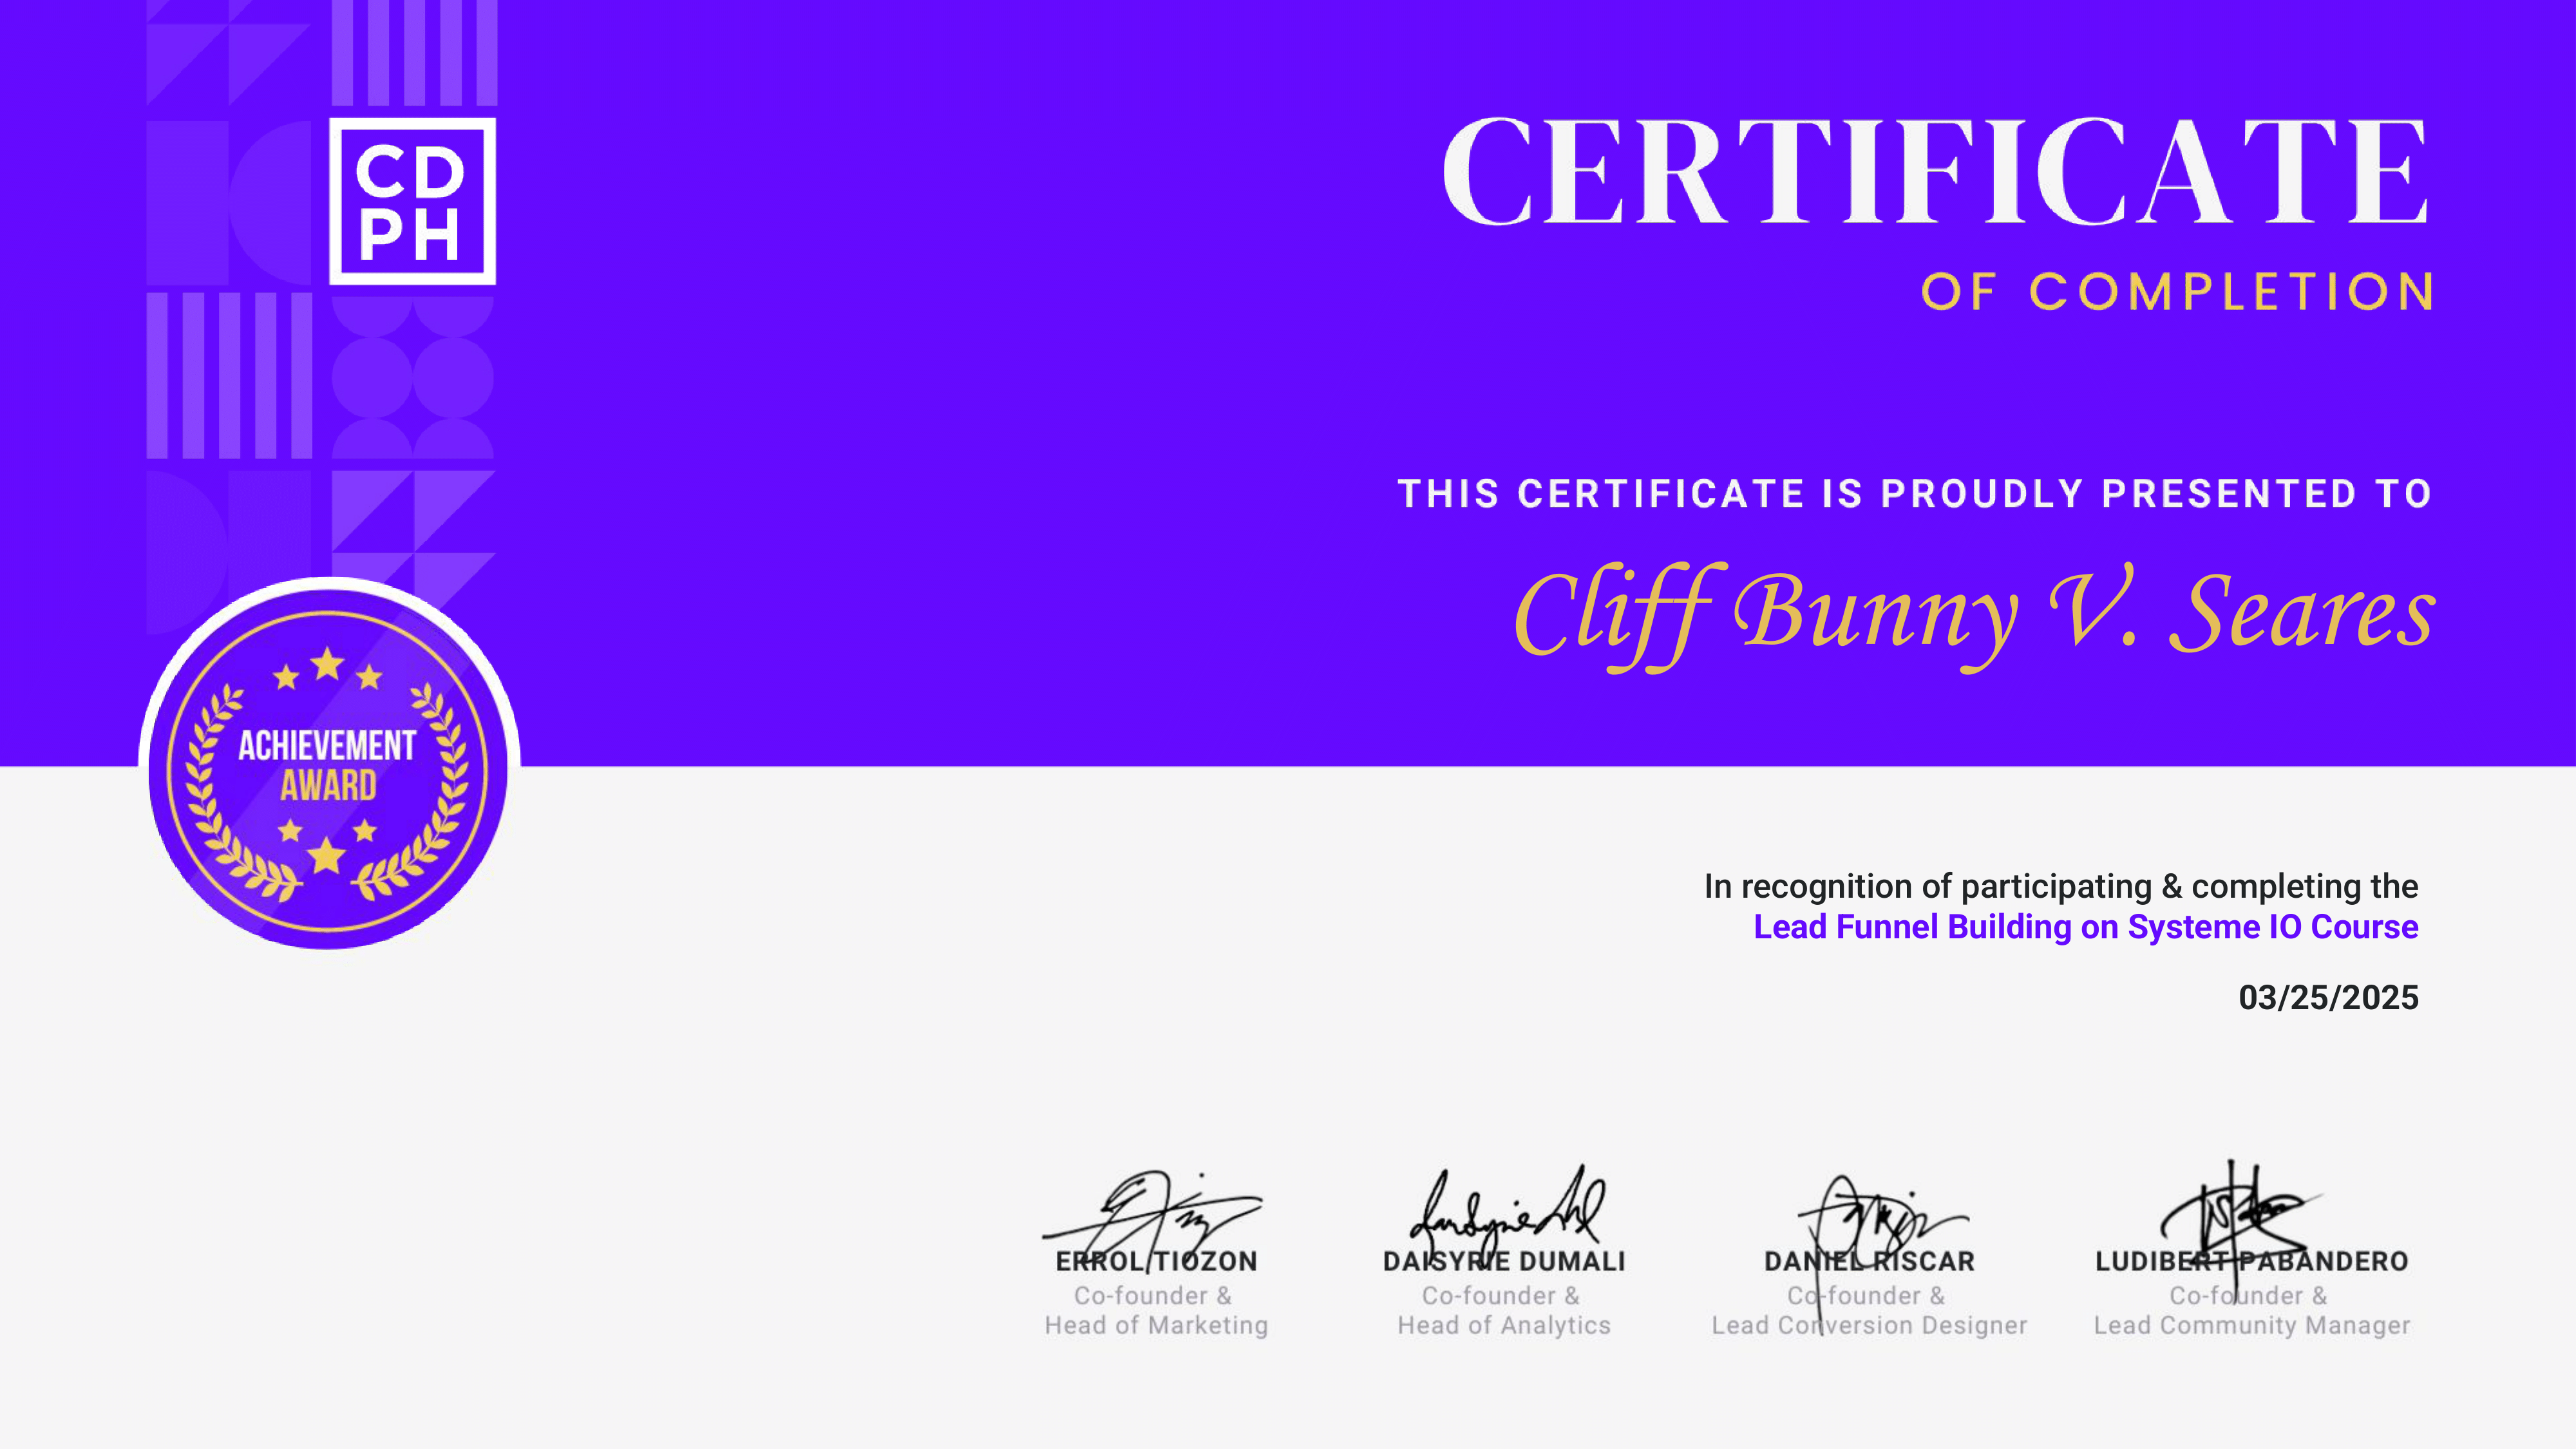 CD
PH
CERTIFICATE
OF COMPLETION
THIS CERTIFICATE IS PROUDLY PRESENTED TO
Cliff Bunny V. Seares
ACHIEVEMENT
AWARD
In recognition of participating & completing the
Lead Funnel Building on Systeme IO Course
03/25/2025
ERROL TIOZON
Co-founder &
Head of Marketing
DAISYRIE DUMALI
Co-founder &
Head of Analytics
DANIEL RISCAR
Co-founder &
Lead Conversion Designer
LUDIBERT PABANDERO
Co-founder &
Lead Community Manager